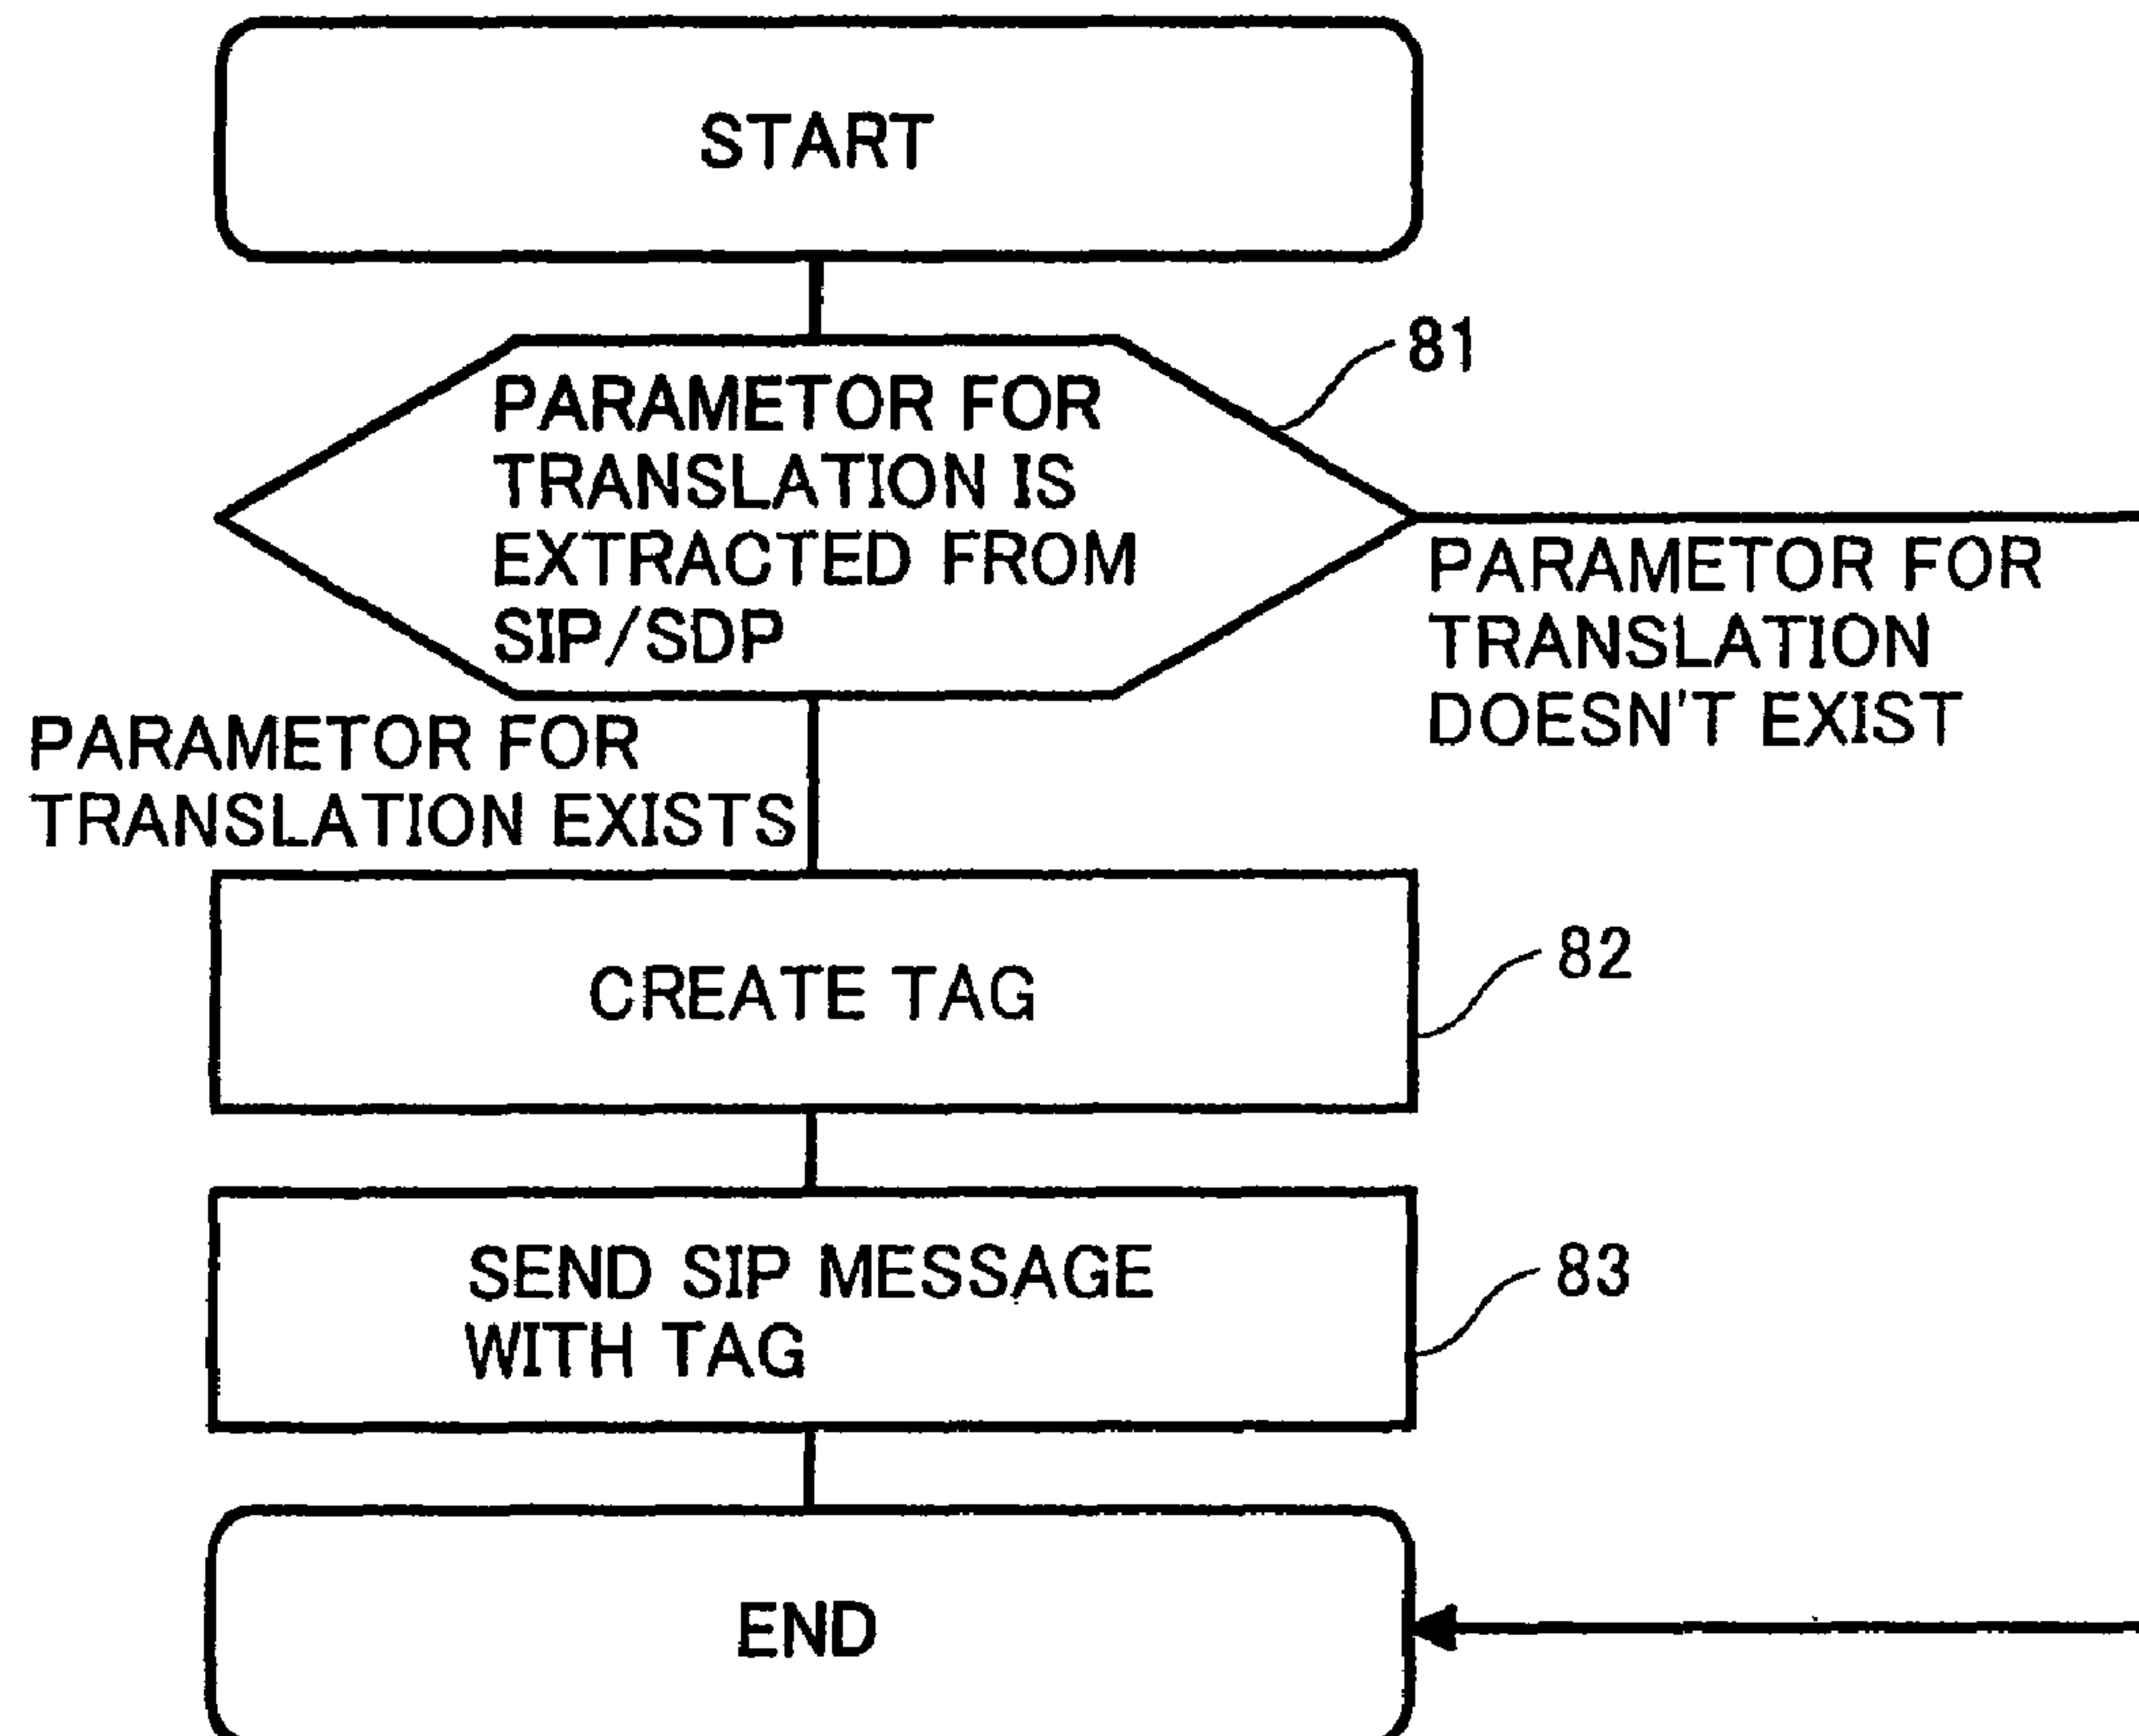 START
81
PARAMETOR FOR
TRANSLATION IS
EXTRACTED FROM
SIP/SDP
PARAMETOR FOR
TRANSLATION
DOESN'T EXIST
PARAMETOR FOR
TRANSLATION EXISTS
CREATE TAG
82
SEND SIP MESSAGE
WITH TAG
83
END